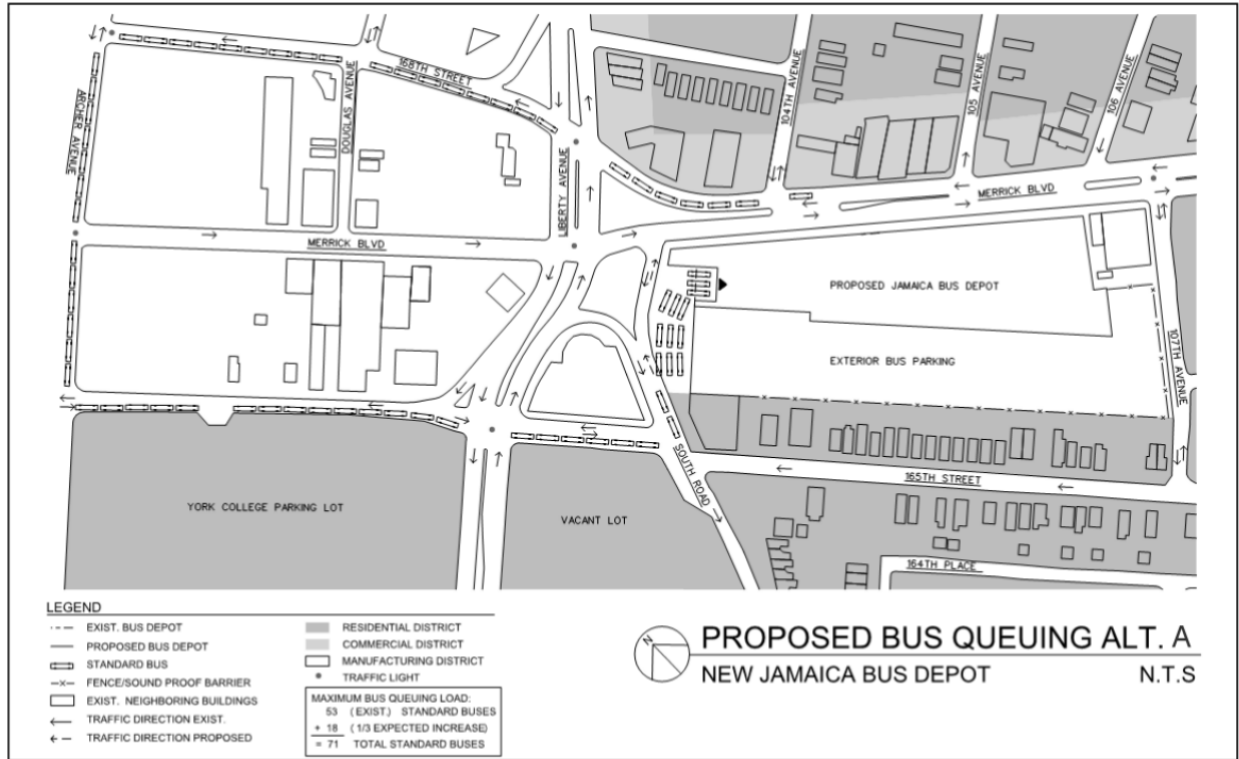 168TH STREET
DOUGLAS AVENUE
ARCHER AVENUE
LIBERTY AVENUE
104TH AVENUE
105 AVENUE
106 AVENUE
MERRICK BLVD
MERRICK BLVD
PROPOSED JAMAICA BUS DEPOT
EXTERIOR BUS PARKING
107TH AVENUE
SOUTH ROAD
165TH STREET
YORK COLLEGE PARKING LOT
VACANT LOT
164TH PLACE
LEGEND
EXIST. BUS DEPOT
PROPOSED BUS DEPOT
STANDARD BUS
FENCE/SOUND PROOF BARRIER
EXIST. NEIGHBORING BUILDINGS
TRAFFIC DIRECTION EXIST.
TRAFFIC DIRECTION PROPOSED
RESIDENTIAL DISTRICT
COMMERCIAL DISTRICT
MANUFACTURING DISTRICT
TRAFFIC LIGHT
MAXIMUM BUS QUEUING LOAD:
53 (EXIST.) STANDARD BUSES
+ 18 (1/3 EXPECTED INCREASE)
= 71 TOTAL STANDARD BUSES
N
PROPOSED BUS QUEUING ALT. A
NEW JAMAICA BUS DEPOT N.T.S